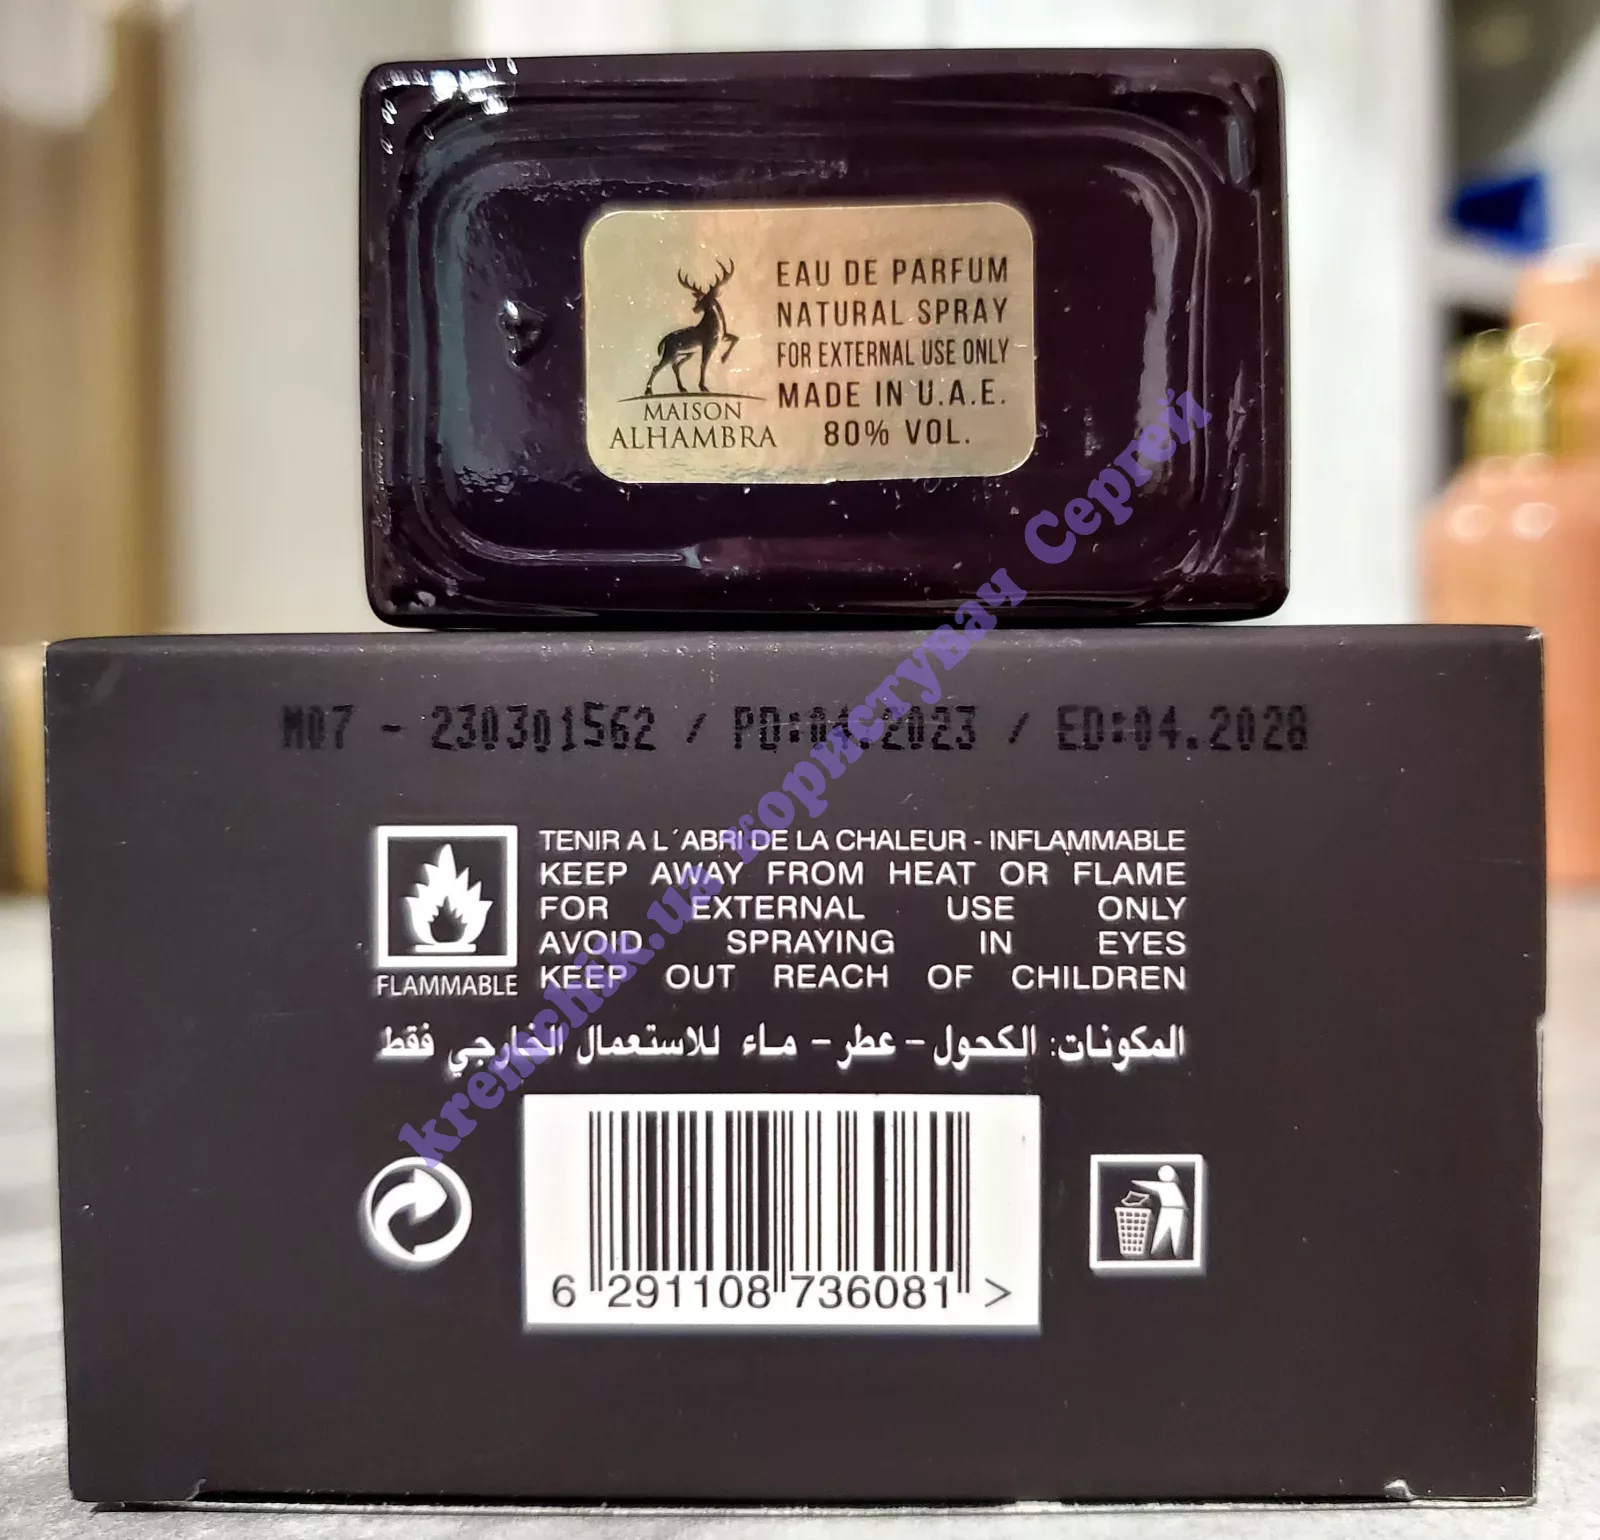 EAU DE PARFUM
NATURAL SPRAY
FOR EXTERNAL USE ONLY
MADE IN U.A.E.
80% VOL.
MAISON
ALHAMBRA
M07 - 230301562 / PD:04.2023 / ED:04.2028
TENIR A L´ABRI DE LA CHALEUR - INFLAMMABLE
KEEP AWAY FROM HEAT OR FLAME
FOR EXTERNAL USE ONLY
AVOID SPRAYING IN EYES
KEEP OUT REACH OF CHILDREN
FLAMMABLE
المكونات: الكحول - عطر - ماء للاستعمال الخارجي فقط
6 291108 736081 >
kremchik.ua користувач Сергей